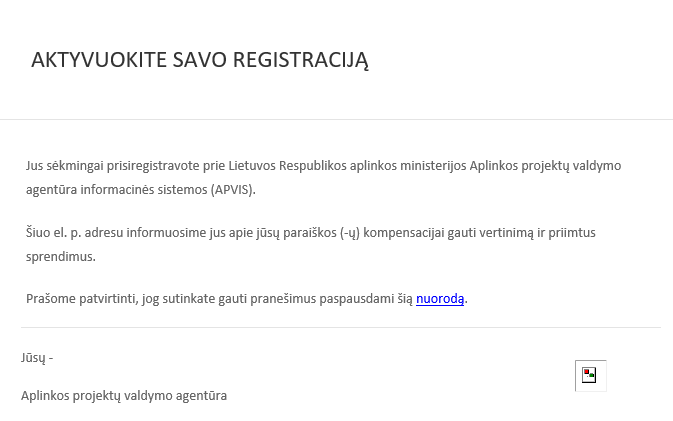 AKTYVUOKITE SAVO REGISTRACIJĄ
Jus sėkmingai prisiregistravote prie Lietuvos Respublikos aplinkos ministerijos Aplinkos projektų valdymo
agentūra informacinės sistemos (APVIS).
Šiuo el. p. adresu informuosime jus apie jūsų paraiškos (-ų) kompensacijai gauti vertinimą ir priimtus
sprendimus.
Prašome patvirtinti, jog sutinkate gauti pranešimus paspausdami šią nuorodą.
Jūsų -
Aplinkos projektų valdymo agentūra